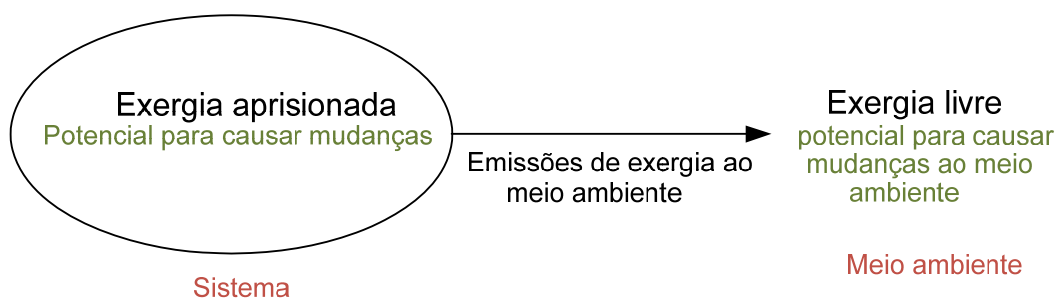 Exergia aprisionada
Potencial para causar mudanças
Sistema
Emissões de exergia ao
meio ambiente
Exergia livre
potencial para causar
mudanças ao meio
ambiente
Meio ambiente